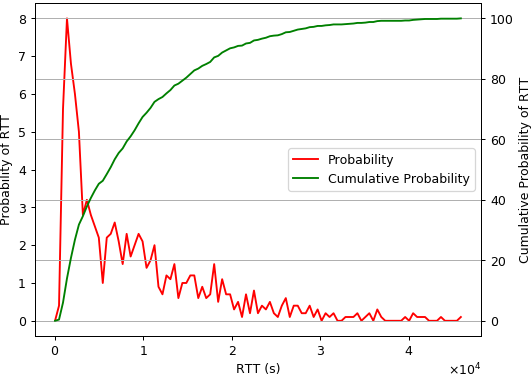 8
7
6
5
4
3
2
1
0
Probability of RTT
100
80
60
40
20
0
Cumulative Probability of RTT
Probability
Cumulative Probability
0 1 2 3 4
RTT (s)
×10⁴